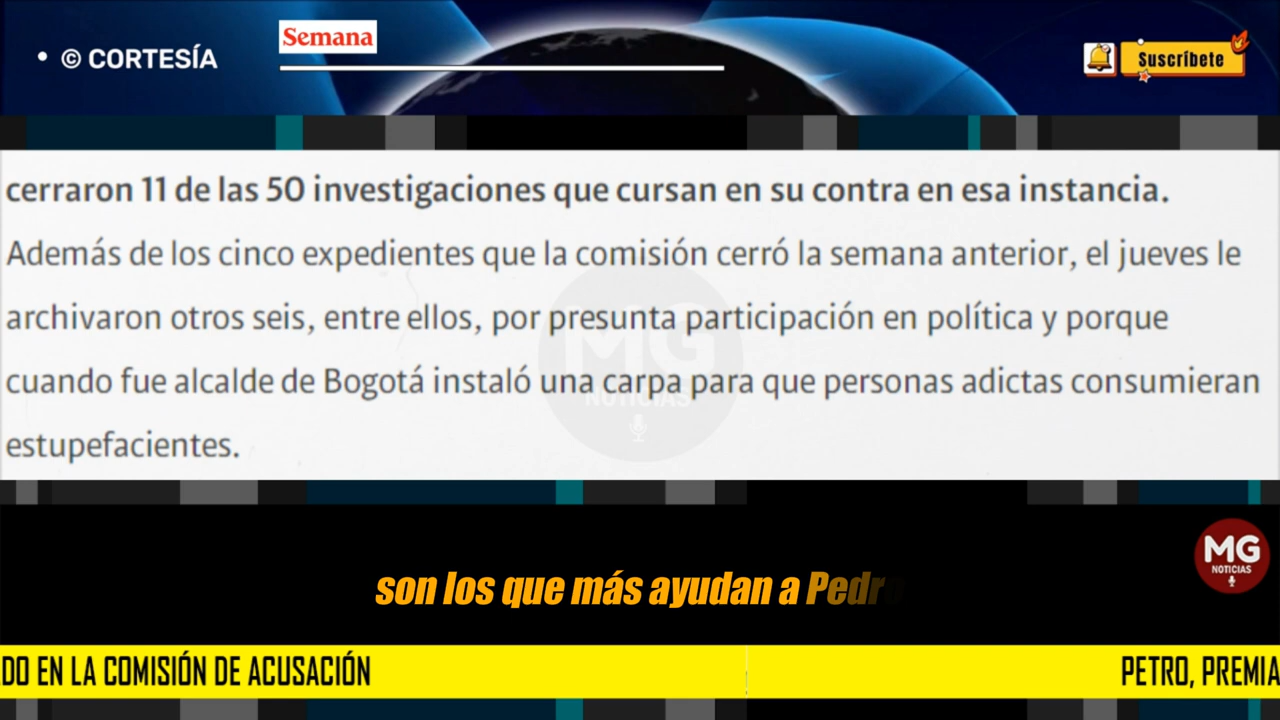 • © CORTESÍA
Semana
Suscríbete
cerraron 11 de las 50 investigaciones que cursan en su contra en esa instancia.
Además de los cinco expedientes que la comisión cerró la semana anterior, el jueves le
archivaron otros seis, entre ellos, por presunta participación en política y porque
cuando fue alcalde de Bogotá instaló una carpa para que personas adictas consumieran
estupefacientes.
MG
NOTICIAS
MG
NOTICIAS
son los que más ayudan a Pedro
DO EN LA COMISIÓN DE ACUSACIÓN
PETRO, PREMIA